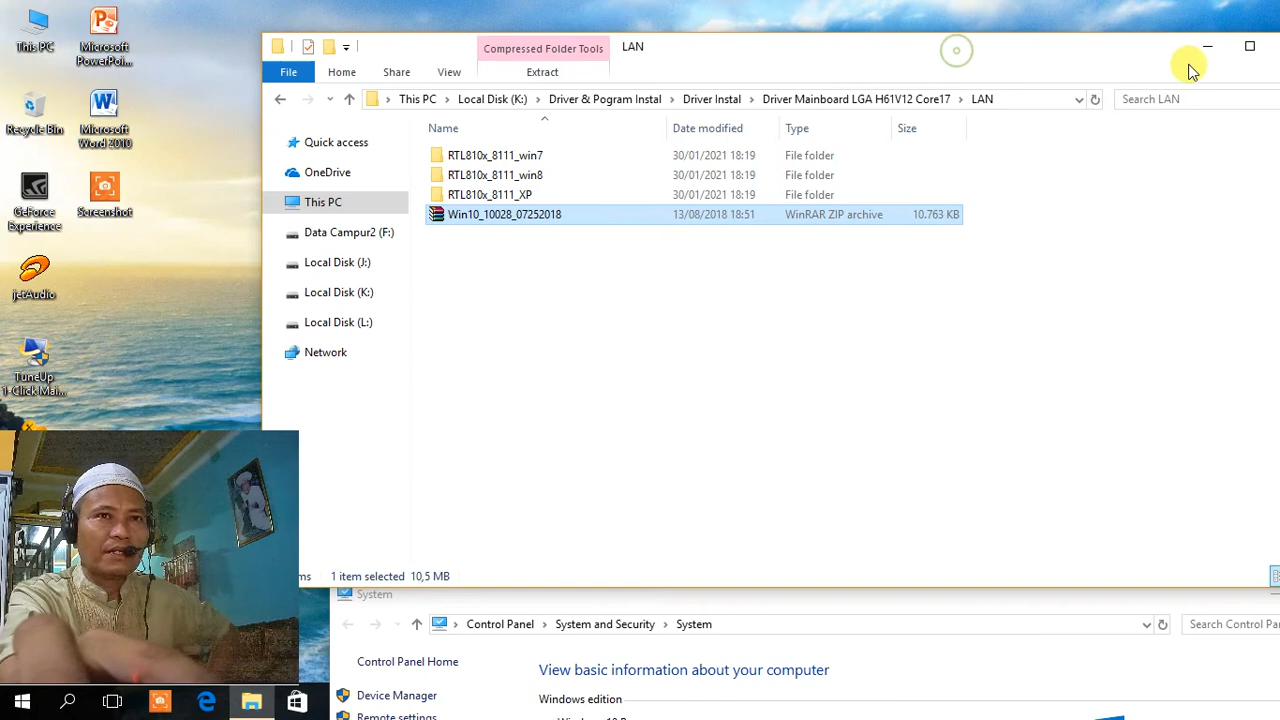 This PC
Microsoft
PowerPoi...
Recycle Bin
Microsoft
Word 2010
GeForce
Experience
Screenshot
jetAudio
TuneUp
1-Click Mai...
Compressed Folder Tools
LAN
File
Home
Share
View
Extract
This PC > Local Disk (K:) > Driver & Pogram Instal > Driver Instal > Driver Mainboard LGA H61V12 Core17 > LAN
Search LAN
Quick access
OneDrive
This PC
Data Campur2 (F:)
Local Disk (J:)
Local Disk (K:)
Local Disk (L:)
Network
Name Date modified Type Size
RTL810x_8111_win7 30/01/2021 18:19 File folder
RTL810x_8111_win8 30/01/2021 18:19 File folder
RTL810x_8111_XP 30/01/2021 18:19 File folder
Win10_10028_07252018 13/08/2018 18:51 WinRAR ZIP archive 10.763 KB
1 item selected 10,5 MB
System
Control Panel > System and Security > System
Search Control Pa
Control Panel Home
Device Manager
Remote settings
View basic information about your computer
Windows edition